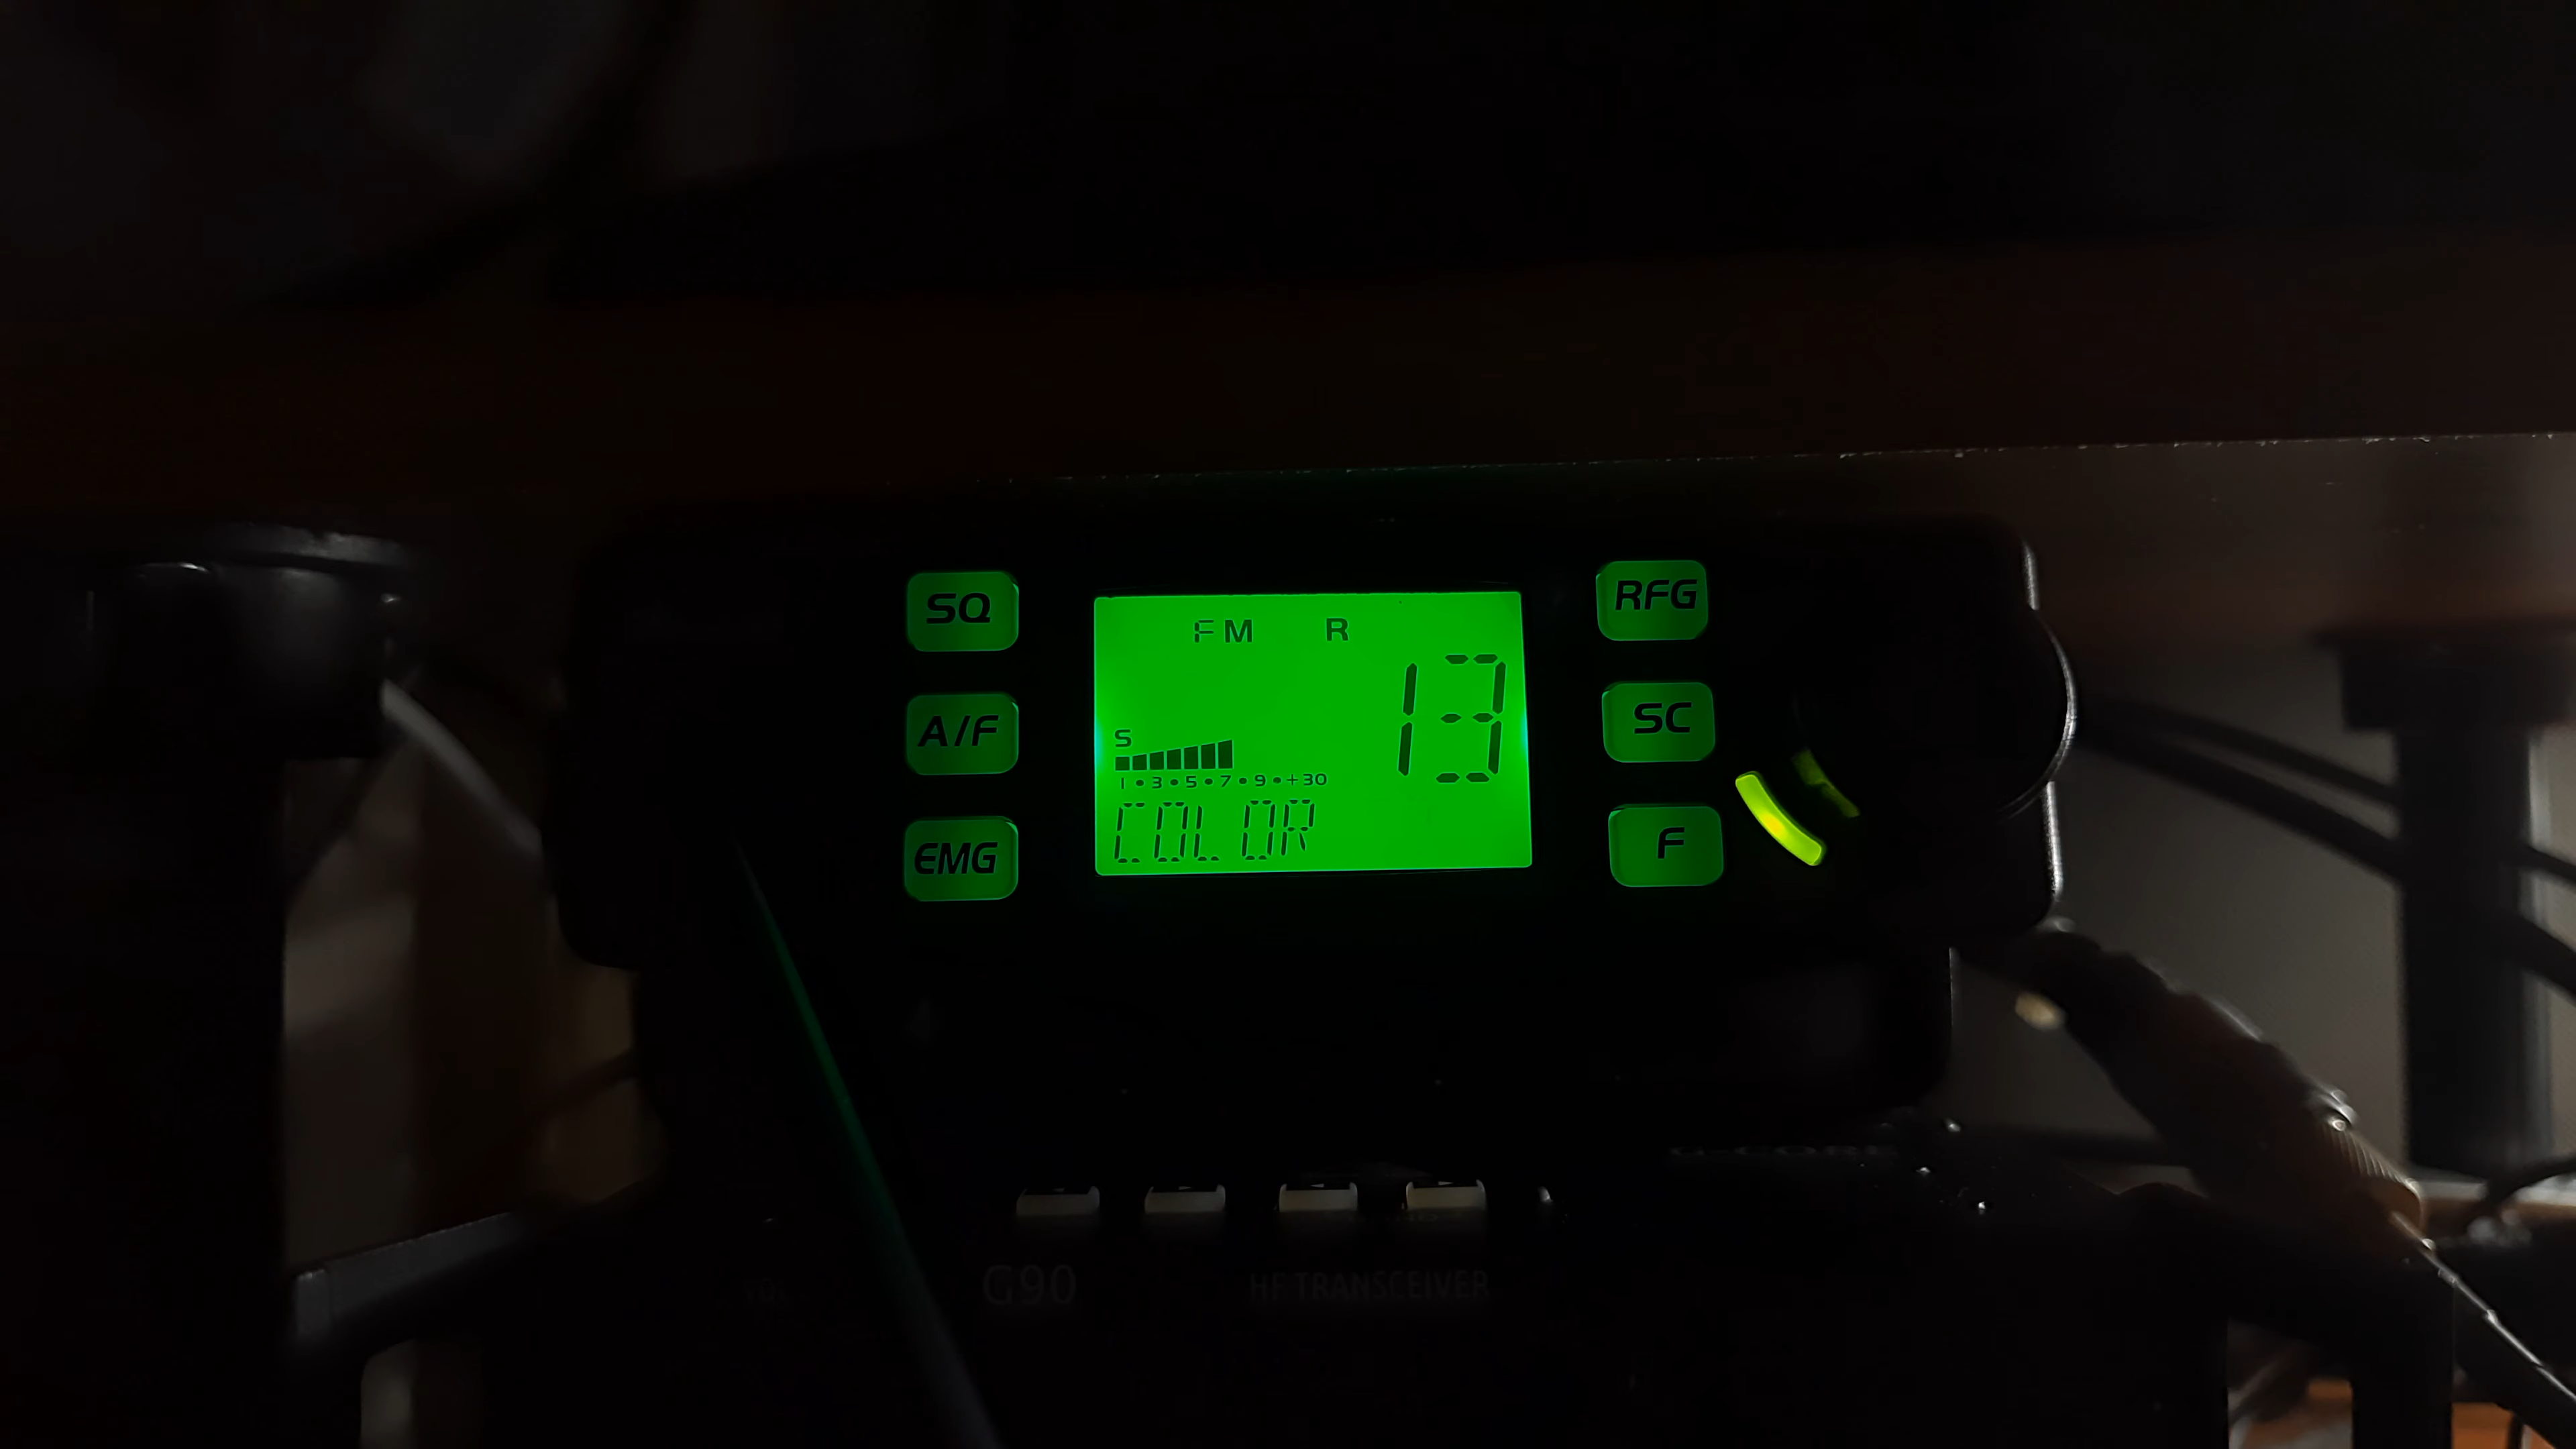 SQ
A/F
EMG
FM R
13
S
1•3•5•7•9•+30
COLOR
RFG
SC
F
G90 HF TRANSCEIVER